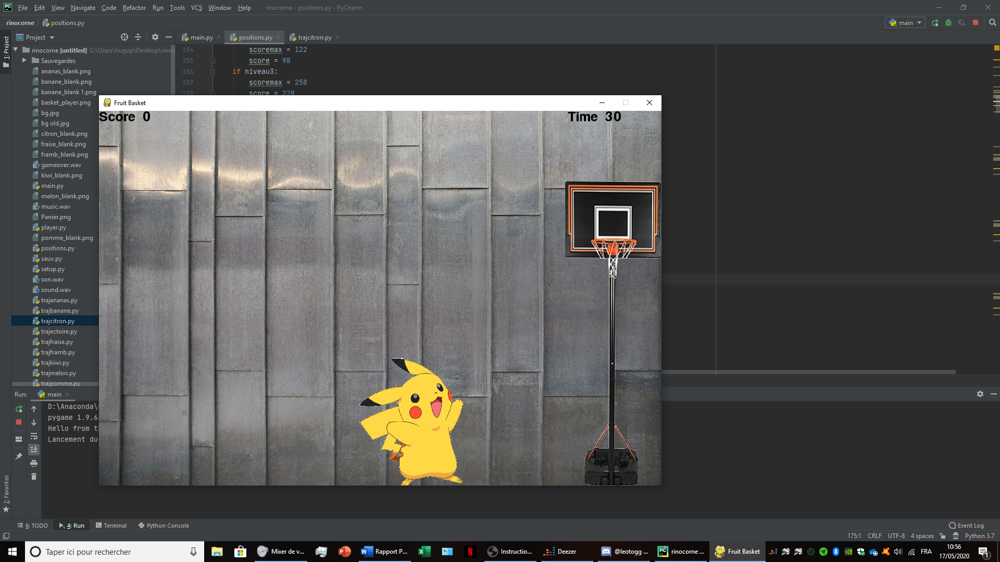 File Edit View Navigate Code Refactor Run Tools VCS Window Help rinocorne - positions.py - PyCharm
rinocorne positions.py main
1: Project
Project main.py positions.py trajcitron.py
rinocorne [untitled] C:\Users\hugop\Desktop\rinoc
Sauvegardes
ananas_blank.png
banane_blank.png
banane_blank 1.png
basket_player.png
bg.jpg
bg old.jpg
citron_blank.png
fraise_blank.png
framb_blank.png
gameover.wav
kiwi_blank.png
main.py
melon_blank.png
music.wav
Panier.png
player.py
pomme_blank.png
positions.py
sauv.py
setup.py
son.wav
sound.wav
trajananas.py
trajbanane.py
trajcitron.py
trajectoire.py
trajfraise.py
trajframb.py
trajkiwi.py
trajmelon.py
trajpomme.py
154 scoremax = 122
155 score = 98
156 if niveau3:
157 scoremax = 258
158 score = 228
Fruit Basket
Score 0 Time 30
Run: main
D:\Anaconda\
pygame 1.9.6
Hello from t
Lancement du
2: Favorites
6: TODO 4: Run Terminal Python Console Event Log
175:1 CRLF UTF-8 4 spaces Python 3.7
Taper ici pour rechercher Mixer de v... Rapport P... Instructio... Deezer @leotogg ... rinocorne ... Fruit Basket FRA 10:56
17/05/2020 1